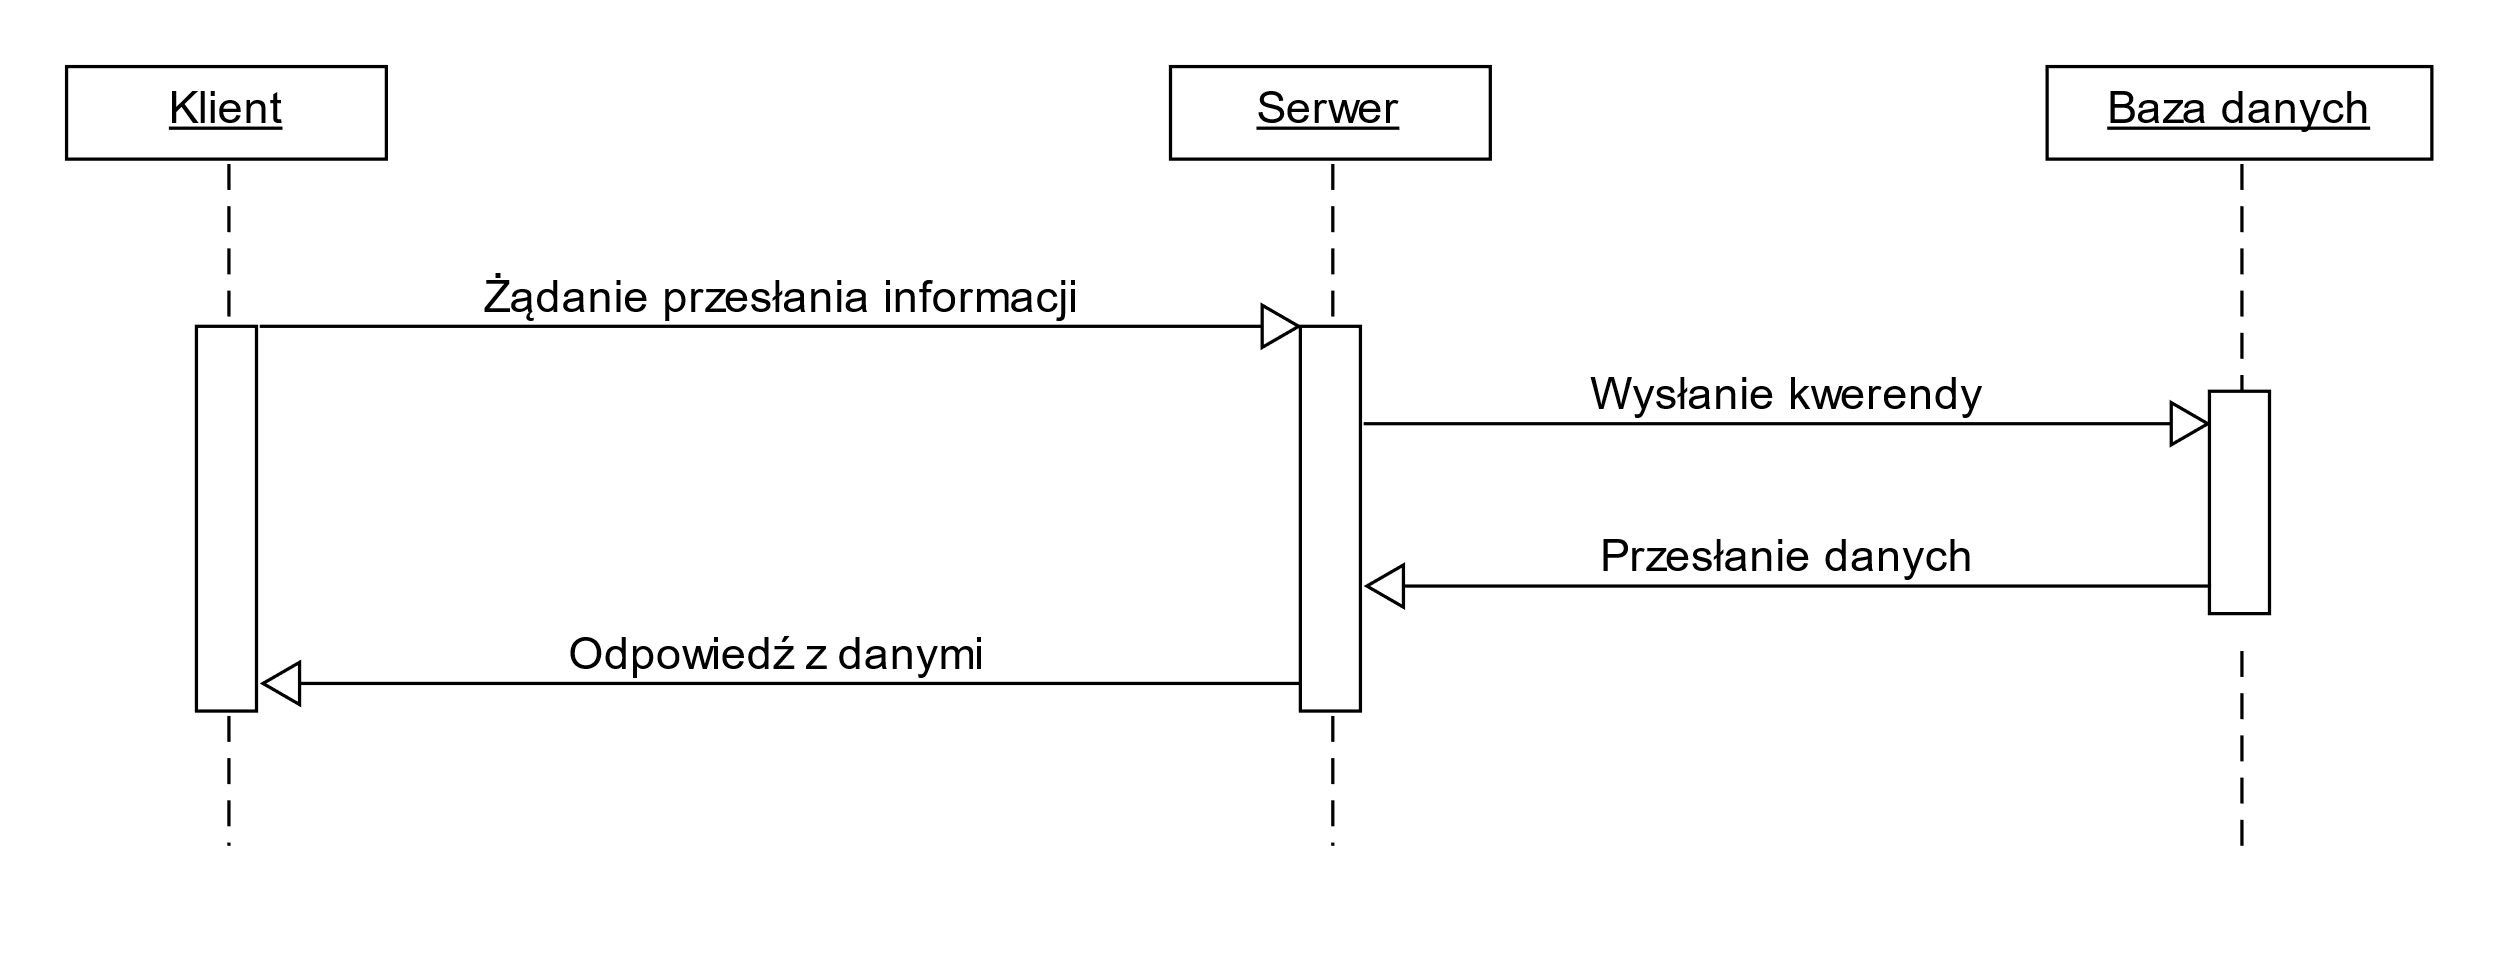 Klient
Serwer
Baza danych
Żądanie przesłania informacji
Wysłanie kwerendy
Przesłanie danych
Odpowiedź z danymi